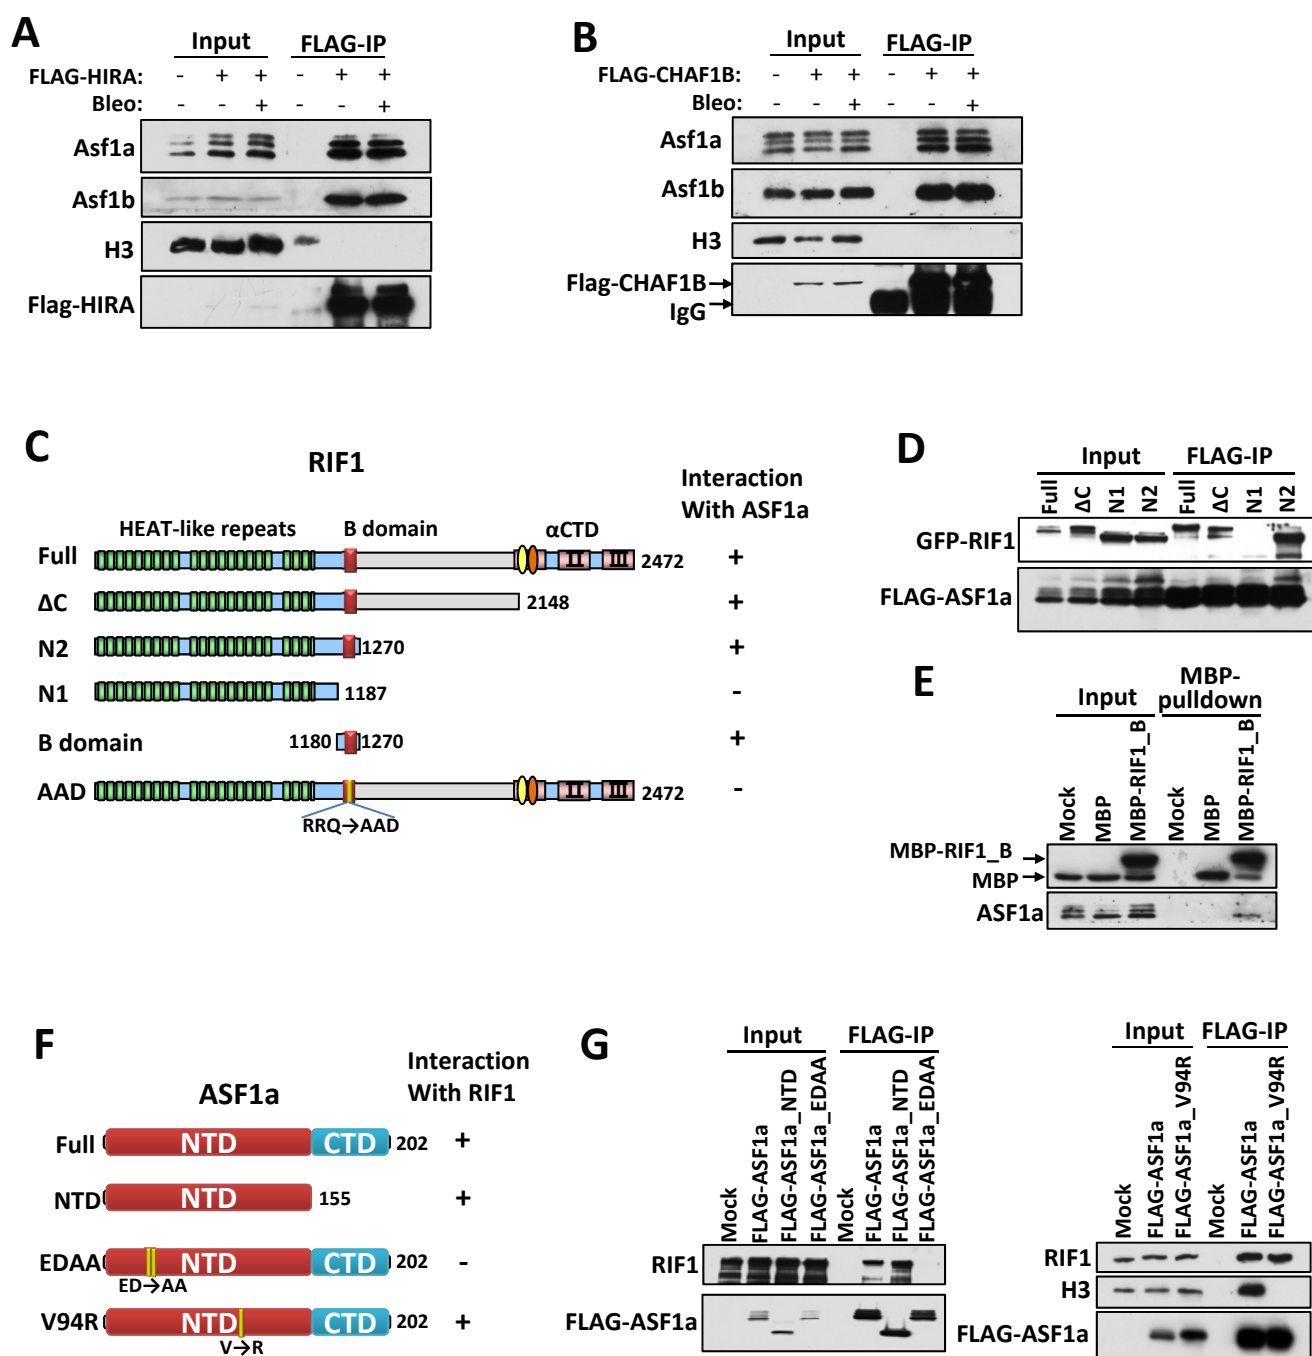 A
Input FLAG-IP
FLAG-HIRA: - + + - + +
Bleo: - - + - - +
Asf1a
Asf1b
H3
Flag-HIRA
B
Input FLAG-IP
FLAG-CHAF1B: - + + - + +
Bleo: - - + - - +
Asf1a
Asf1b
H3
Flag-CHAF1B
IgG
C
RIF1
Interaction
With ASF1a
HEAT-like repeats B domain αCTD
Full II III 2472 +
ΔC 2148 +
N2 1270 +
N1 1187 -
B domain 1180 1270 +
AAD II III 2472 -
RRQ→AAD
D
Input FLAG-IP
Full ΔC N1 N2 Full ΔC N1 N2
GFP-RIF1
FLAG-ASF1a
E
MBP-
Input pulldown
Mock MBP MBP-RIF1_B Mock MBP MBP-RIF1_B
MBP-RIF1_B
MBP
ASF1a
F
Interaction
With RIF1
ASF1a
Full NTD CTD 202 +
NTD NTD 155 +
EDAA NTD CTD 202 -
ED→AA
V94R NTD CTD 202 +
V→R
G
Input FLAG-IP
Mock FLAG-ASF1a FLAG-ASF1a_NTD FLAG-ASF1a_EDAA Mock FLAG-ASF1a FLAG-ASF1a_NTD FLAG-ASF1a_EDAA
RIF1
FLAG-ASF1a
Input FLAG-IP
Mock FLAG-ASF1a FLAG-ASF1a_V94R Mock FLAG-ASF1a FLAG-ASF1a_V94R
RIF1
H3
FLAG-ASF1a